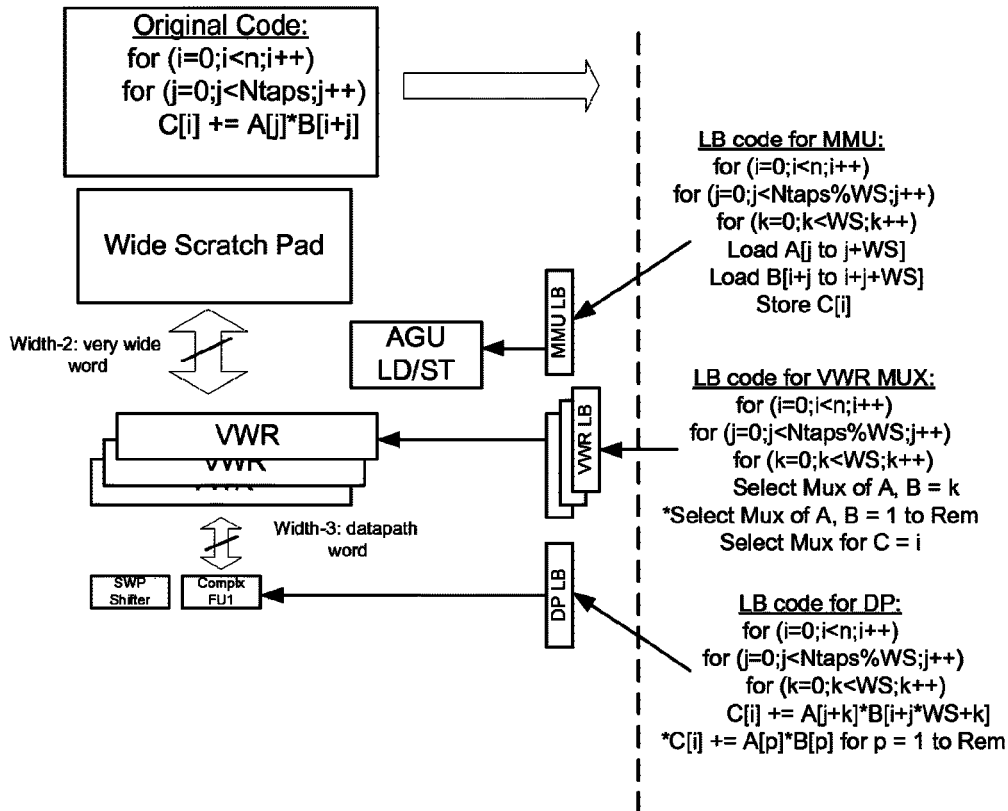 Original Code:
for (i=0;i<n;i++)
for (j=0;j<Ntaps;j++)
C[i] += A[j]*B[i+j]
Wide Scratch Pad
Width-2: very wide
word
AGU
LD/ST
MMU LB
VWR
VWR
VWR
VWR LB
Width-3: datapath
word
SWP
Shifter
Complx
FU1
DP LB
LB code for MMU:
for (i=0;i<n;i++)
for (j=0;j<Ntaps%WS;j++)
for (k=0;k<WS;k++)
Load A[j to j+WS]
Load B[i+j to i+j+WS]
Store C[i]
LB code for VWR MUX:
for (i=0;i<n;i++)
for (j=0;j<Ntaps%WS;j++)
for (k=0;k<WS;k++)
Select Mux of A, B = k
*Select Mux of A, B = 1 to Rem
Select Mux for C = i
LB code for DP:
for (i=0;i<n;i++)
for (j=0;j<Ntaps%WS;j++)
for (k=0;k<WS;k++)
C[i] += A[j+k]*B[i+j*WS+k]
*C[i] += A[p]*B[p] for p = 1 to Rem